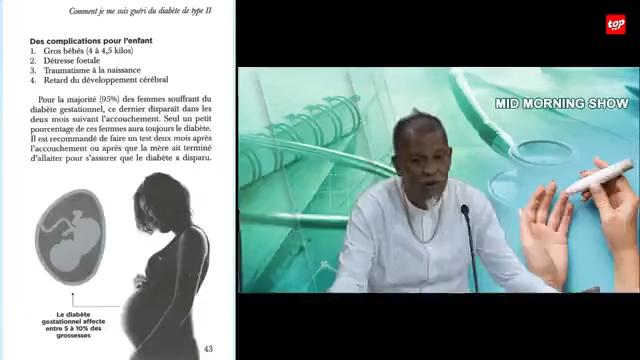 Comment je me suis guéri du diabète de type II
Des complications pour l'enfant
1. Gros bébés (4 à 4,5 kilos)
2. Détresse foetale
3. Traumatisme à la naissance
4. Retard du développement cérébral
Pour la majorité (95%) des femmes souffrant du
diabète gestationnel, ce dernier disparaît dans les
deux mois suivant l'accouchement. Seul un petit
pourcentage de ces femmes aura toujours le diabète.
Il est recommandé de faire un test deux mois après
l'accouchement ou après que la mère ait terminé
d'allaiter pour s'assurer que le diabète a disparu.
Le diabète
gestationnel affecte
entre 5 à 10% des
grossesses
43
top
MID MORNING SHOW